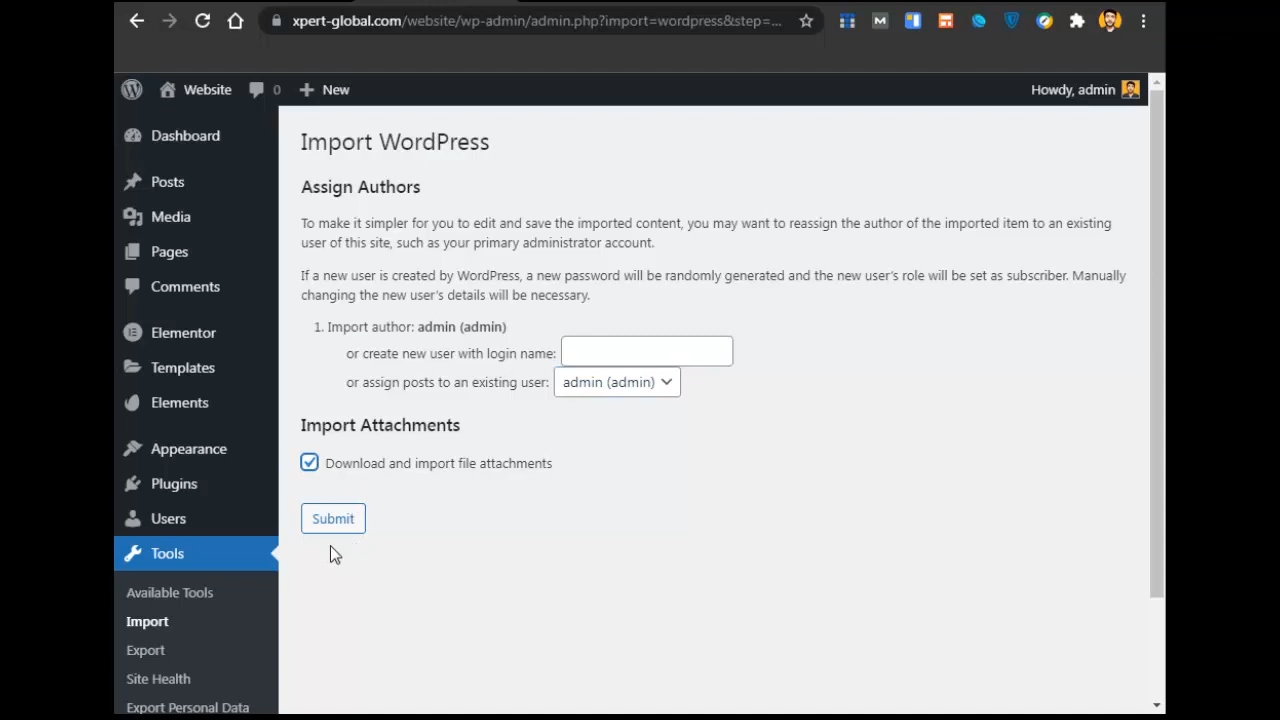 xpert-global.com/website/wp-admin/admin.php?import=wordpress&step=...
Website 0 New Howdy, admin
Dashboard
Posts
Media
Pages
Comments
Elementor
Templates
Elements
Appearance
Plugins
Users
Tools
Available Tools
Import
Export
Site Health
Export Personal Data
Import WordPress
Assign Authors
To make it simpler for you to edit and save the imported content, you may want to reassign the author of the imported item to an existing
user of this site, such as your primary administrator account.
If a new user is created by WordPress, a new password will be randomly generated and the new user's role will be set as subscriber. Manually
changing the new user's details will be necessary.
1. Import author: admin (admin)
or create new user with login name:
or assign posts to an existing user: admin (admin)
Import Attachments
Download and import file attachments
Submit